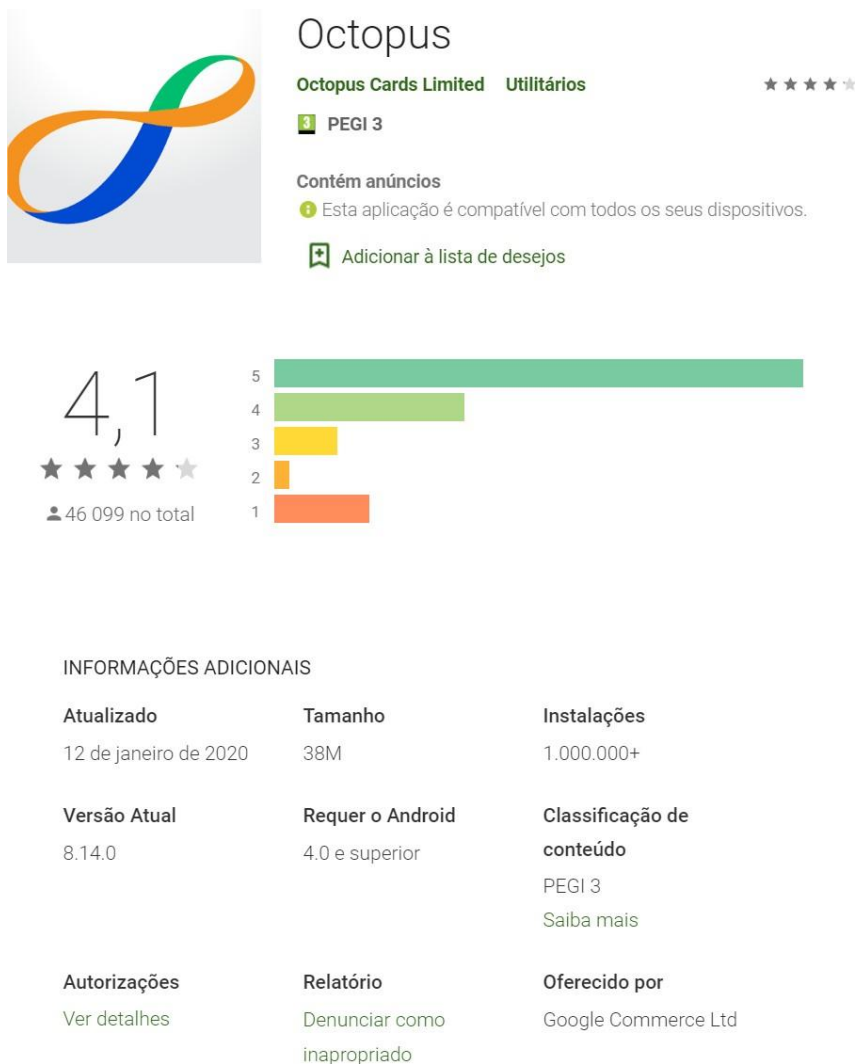 Octopus
Octopus Cards Limited Utilitários
3 PEGI 3
Contém anúncios
Esta aplicação é compatível com todos os seus dispositivos.
Adicionar à lista de desejos
4,1
46 099 no total
5
4
3
2
1
INFORMAÇÕES ADICIONAIS
Atualizado
12 de janeiro de 2020
Tamanho
38M
Instalações
1.000.000+
Versão Atual
8.14.0
Requer o Android
4.0 e superior
Classificação de
conteúdo
PEGI 3
Saiba mais
Autorizações
Ver detalhes
Relatório
Denunciar como
inapropriado
Oferecido por
Google Commerce Ltd